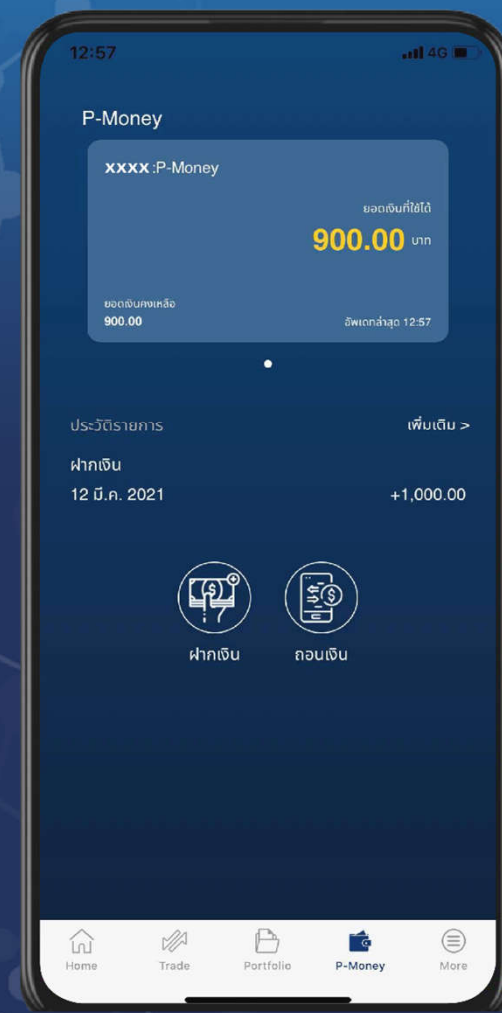 12:57 4G
P-Money
xxxx :P-Money
ยอดเงินที่ใช้ได้
900.00 บาท
ยอดเงินคงเหลือ
900.00
อัพเดทล่าสุด 12:57
ประวัติรายการ เพิ่มเติม >
ฝากเงิน
12 มี.ค. 2021 +1,000.00
ฝากเงิน ถอนเงิน
Home Trade Portfolio P-Money More